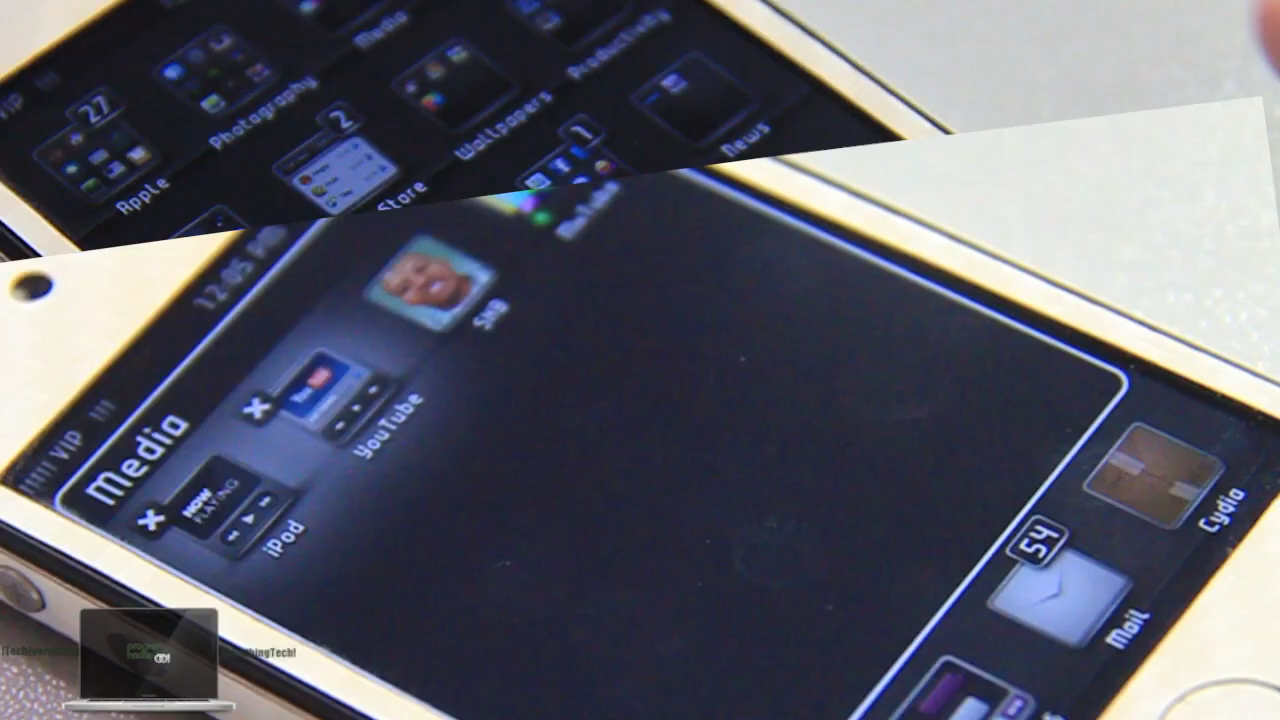 VIP
27
Apple
Photography
Media
2
Store
Wallpapers
Productivity
1
News
YouTube
12:05 PM
VIP
Media
NOW
PLAYING
iPod
YouTube
54
Mail
Cydia